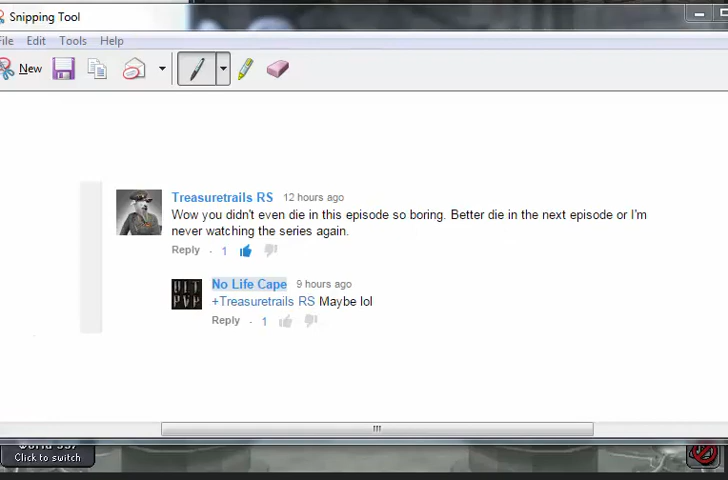 Snipping Tool
File Edit Tools Help
New
Treasuretrails RS 12 hours ago
Wow you didn't even die in this episode so boring. Better die in the next episode or I'm
never watching the series again.
Reply · 1
No Life Cape 9 hours ago
+Treasuretrails RS Maybe lol
Reply · 1
Click to switch